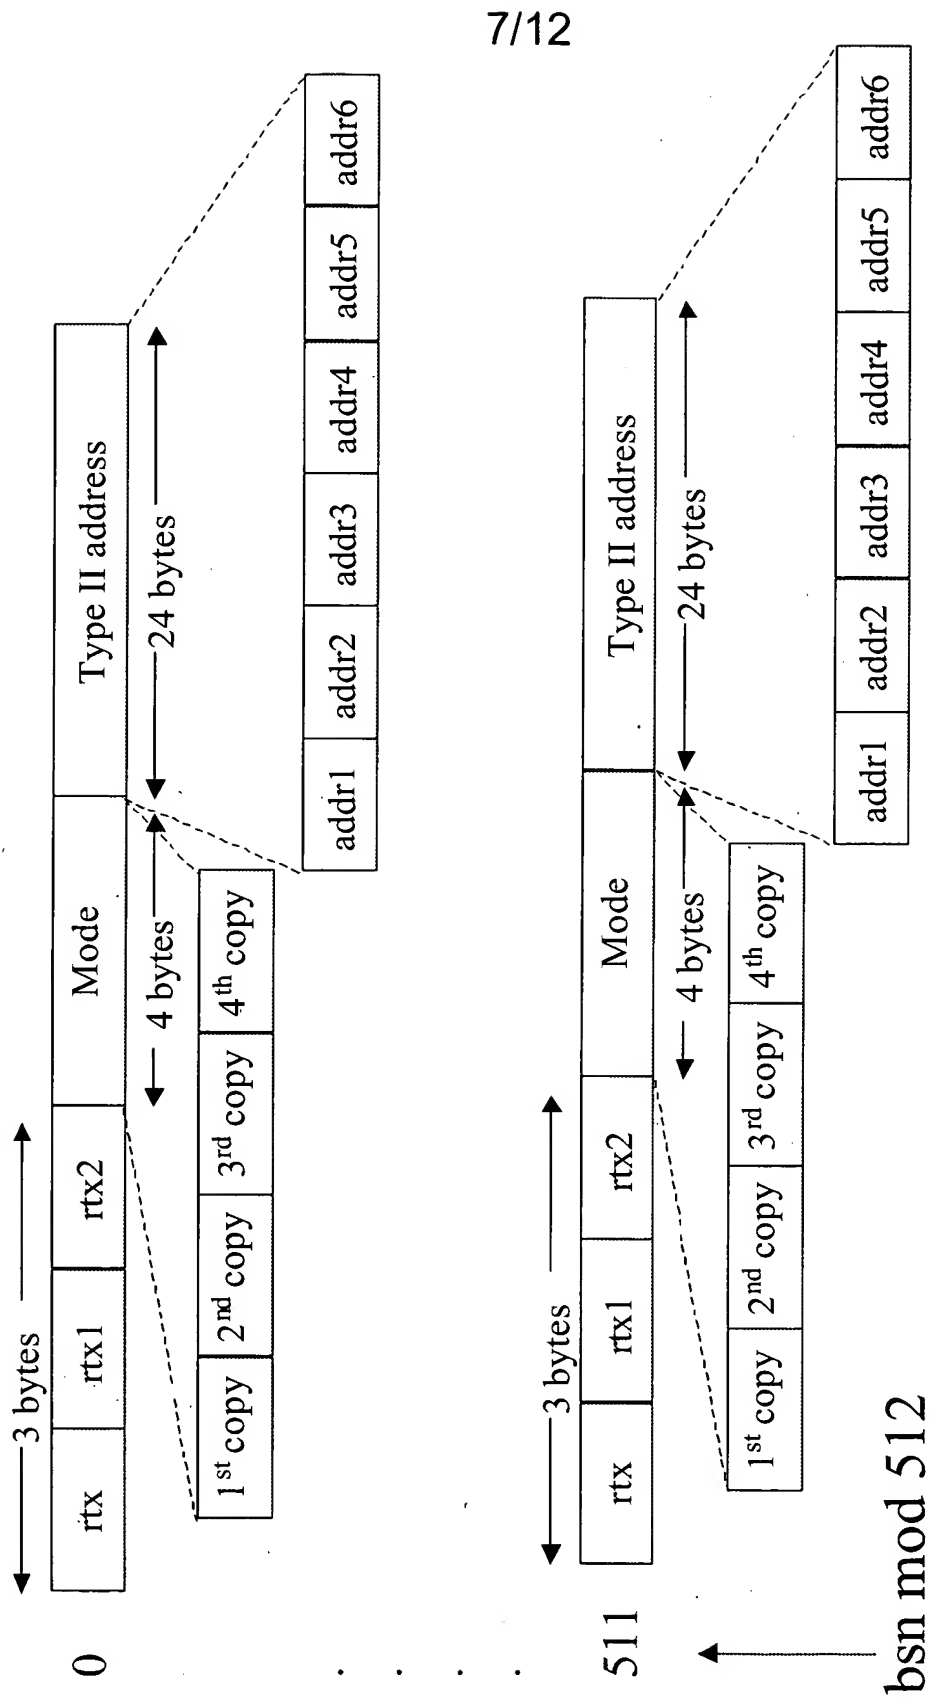 7/12
3 bytes
0
rtx rtx1 rtx2 Mode Type II address
4 bytes 24 bytes
1st copy 2nd copy 3rd copy 4th copy
addr1 addr2 addr3 addr4 addr5 addr6
3 bytes
511
rtx rtx1 rtx2 Mode Type II address
4 bytes 24 bytes
1st copy 2nd copy 3rd copy 4th copy
addr1 addr2 addr3 addr4 addr5 addr6
bsn mod 512